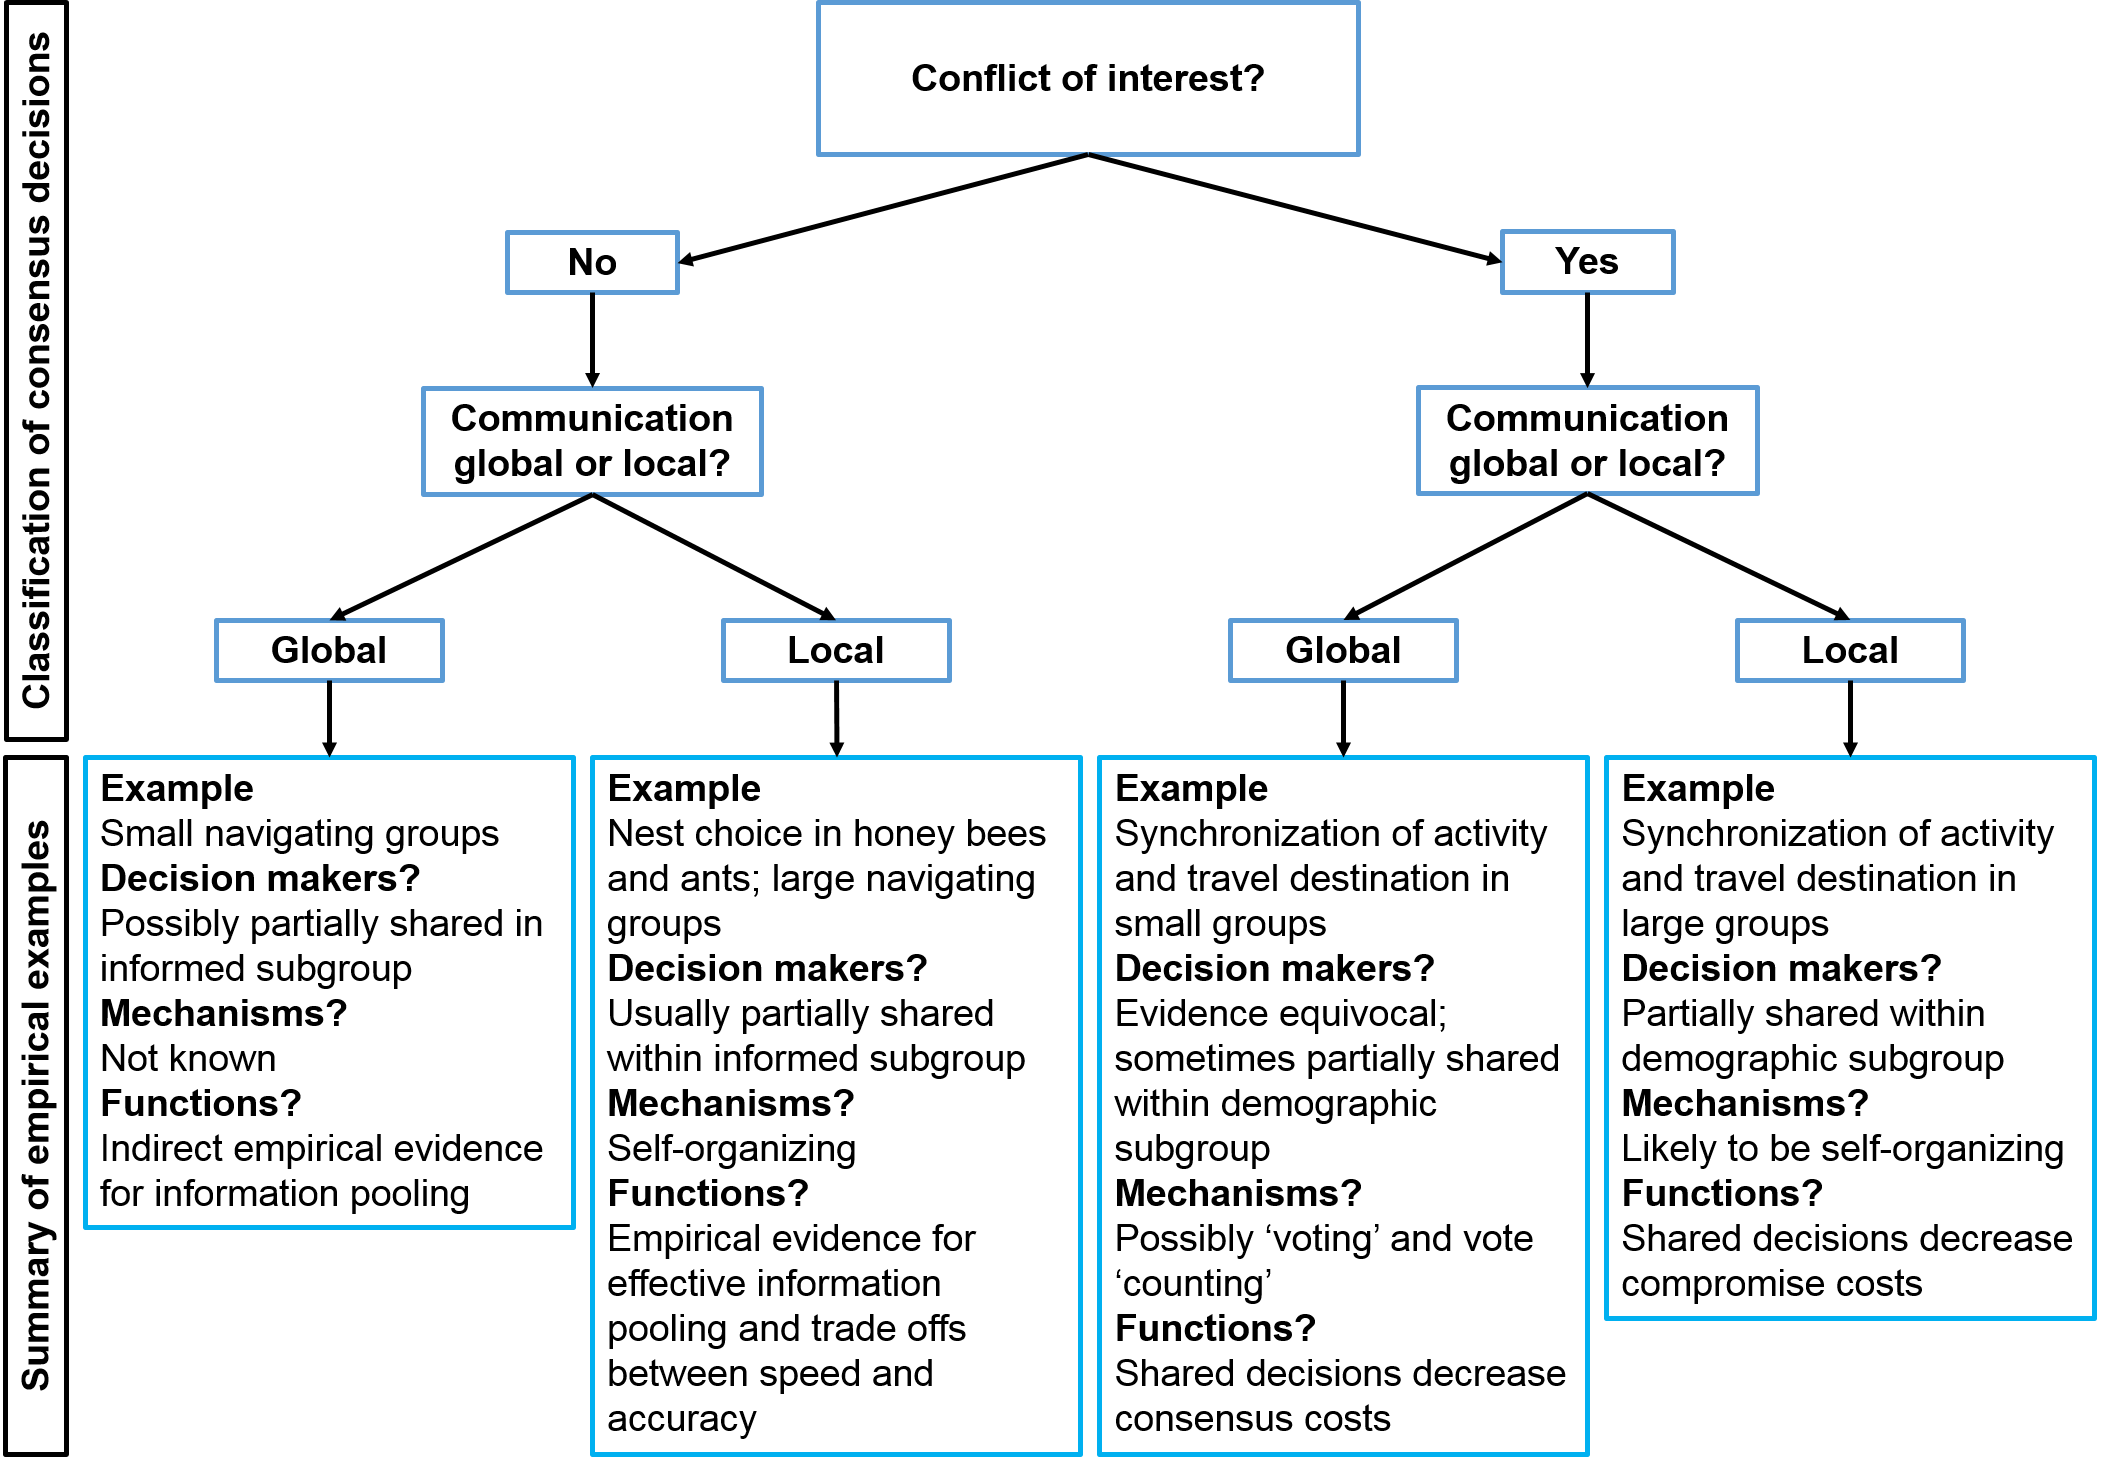 Classification of consensus decisions
Conflict of interest?
No
Yes
Communication
global or local?
Communication
global or local?
Global
Local
Global
Local
Summary of empirical examples
Example
Small navigating groups
Decision makers?
Possibly partially shared in
informed subgroup
Mechanisms?
Not known
Functions?
Indirect empirical evidence
for information pooling
Example
Nest choice in honey bees
and ants; large navigating
groups
Decision makers?
Usually partially shared
within informed subgroup
Mechanisms?
Self-organizing
Functions?
Empirical evidence for
effective information
pooling and trade offs
between speed and
accuracy
Example
Synchronization of activity
and travel destination in
small groups
Decision makers?
Evidence equivocal;
sometimes partially shared
within demographic
subgroup
Mechanisms?
Possibly ‘voting’ and vote
‘counting’
Functions?
Shared decisions decrease
consensus costs
Example
Synchronization of activity
and travel destination in
large groups
Decision makers?
Partially shared within
demographic subgroup
Mechanisms?
Likely to be self-organizing
Functions?
Shared decisions decrease
compromise costs